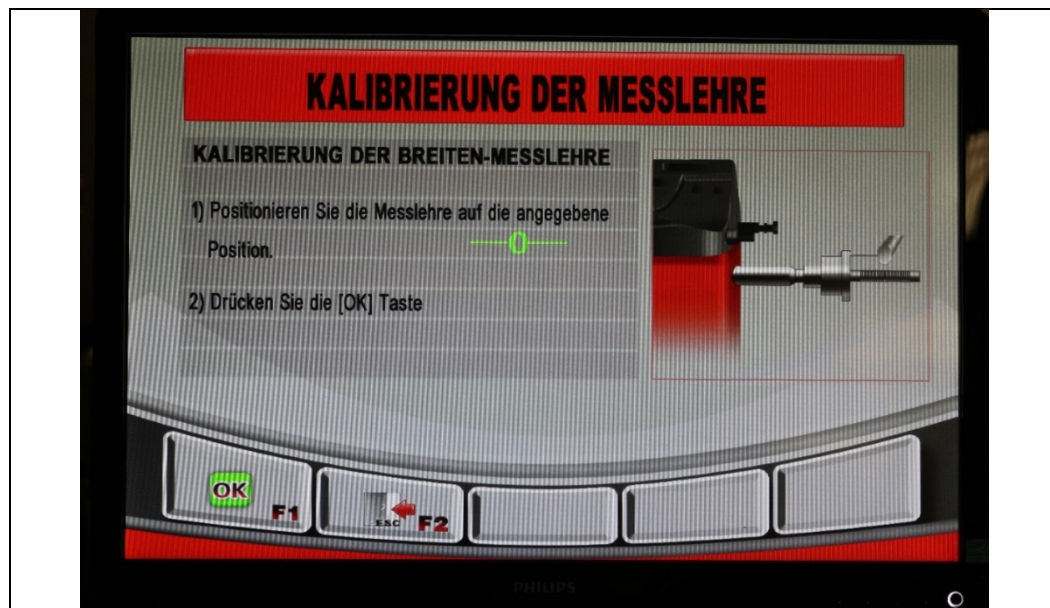 KALIBRIERUNG DER MESSLEHRE
KALIBRIERUNG DER BREITEN-MESSLEHRE
1) Positionieren Sie die Messlehre auf die angegebene
Position.
0
2) Drücken Sie die [OK] Taste
OK F1
ESC F2
PHILIPS